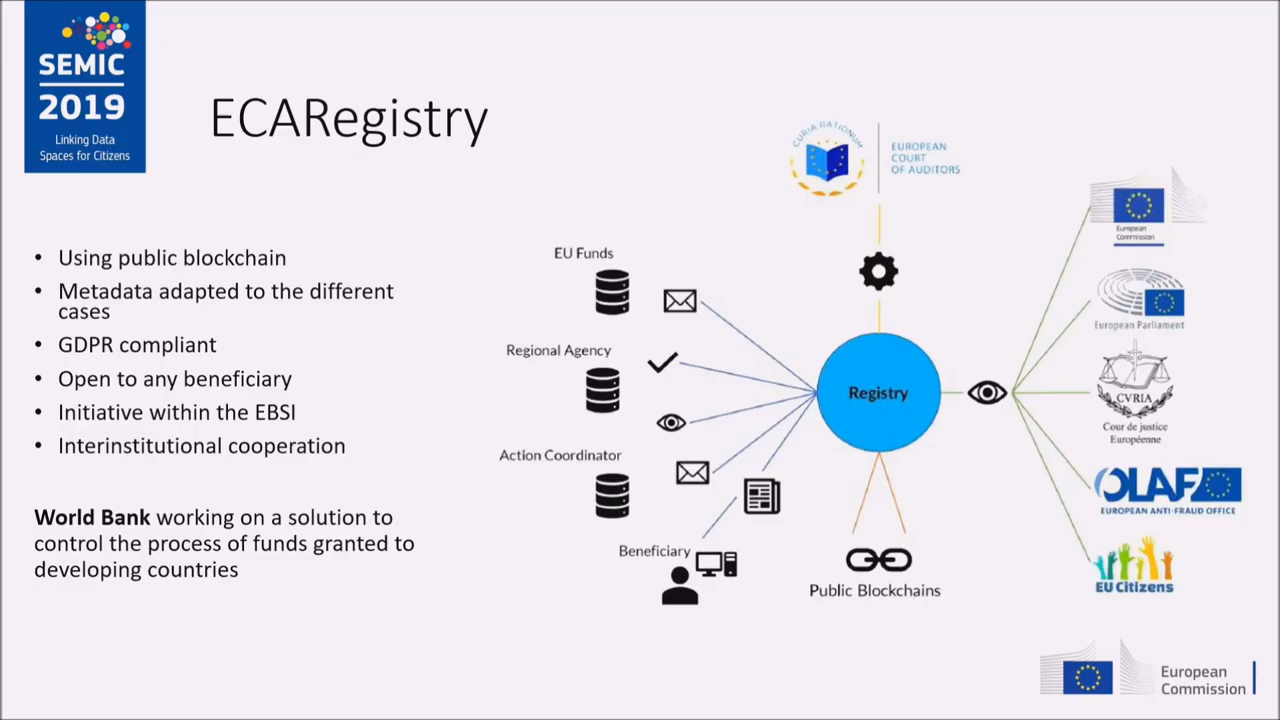 SEMIC
2019
Linking Data
Spaces for Citizens
ECARegistry
• Using public blockchain
• Metadata adapted to the different
cases
• GDPR compliant
• Open to any beneficiary
• Initiative within the EBSI
• Interinstitutional cooperation
World Bank working on a solution to
control the process of funds granted to
developing countries
CURIA RATIONUM
EUROPEAN
COURT
OF AUDITORS
EU Funds
Regional Agency
Action Coordinator
Beneficiary
Registry
Public Blockchains
European
Commission
European Parliament
CVRIA
Cour de justice
Européenne
OLAF
EUROPEAN ANTI-FRAUD OFFICE
EU Citizens
European
Commission